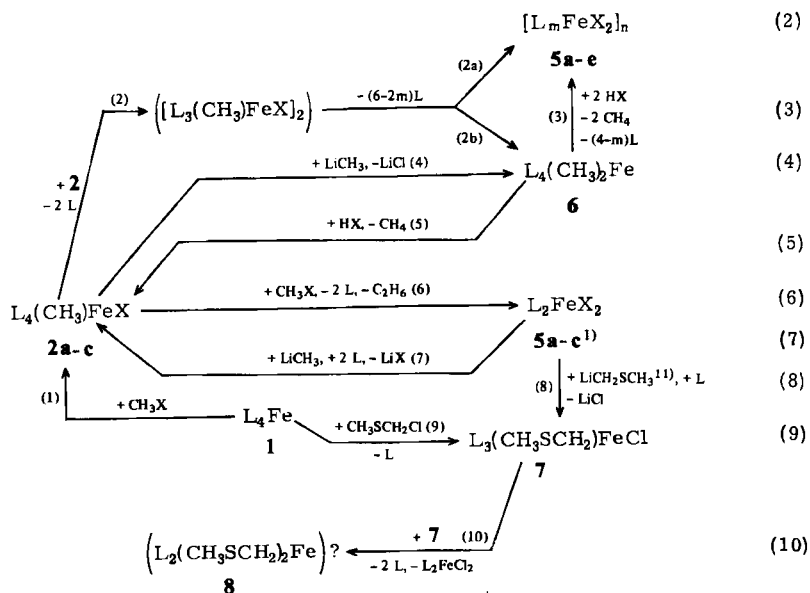 [LₘFeX₂]ₙ (2)
5a-e
(2a)
(2) ([L₃(CH₃)FeX]₂) –(6–2m)L (3)
+ 2 HX
(3) – 2 CH₄
– (4–m)L
(2b)
+ LiCH₃, –LiCl (4) L₄(CH₃)₂Fe (4)
6
+ 2
– 2 L
+ HX, – CH₄ (5) (5)
L₄(CH₃)FeX + CH₃X, – 2 L, – C₂H₆ (6) L₂FeX₂ (6)
2a-c 5a-c¹⁾
+ LiCH₃, + 2 L, – LiX (7) (7)
(8) + LiCH₂SCH₃¹¹⁾, + L (8)
– LiCl
(1) + CH₃X L₄Fe + CH₃SCH₂Cl (9) L₃(CH₃SCH₂)FeCl (9)
1 – L 7
(L₂(CH₃SCH₂)₂Fe)? + 7 (10) (10)
8 – 2 L, – L₂FeCl₂